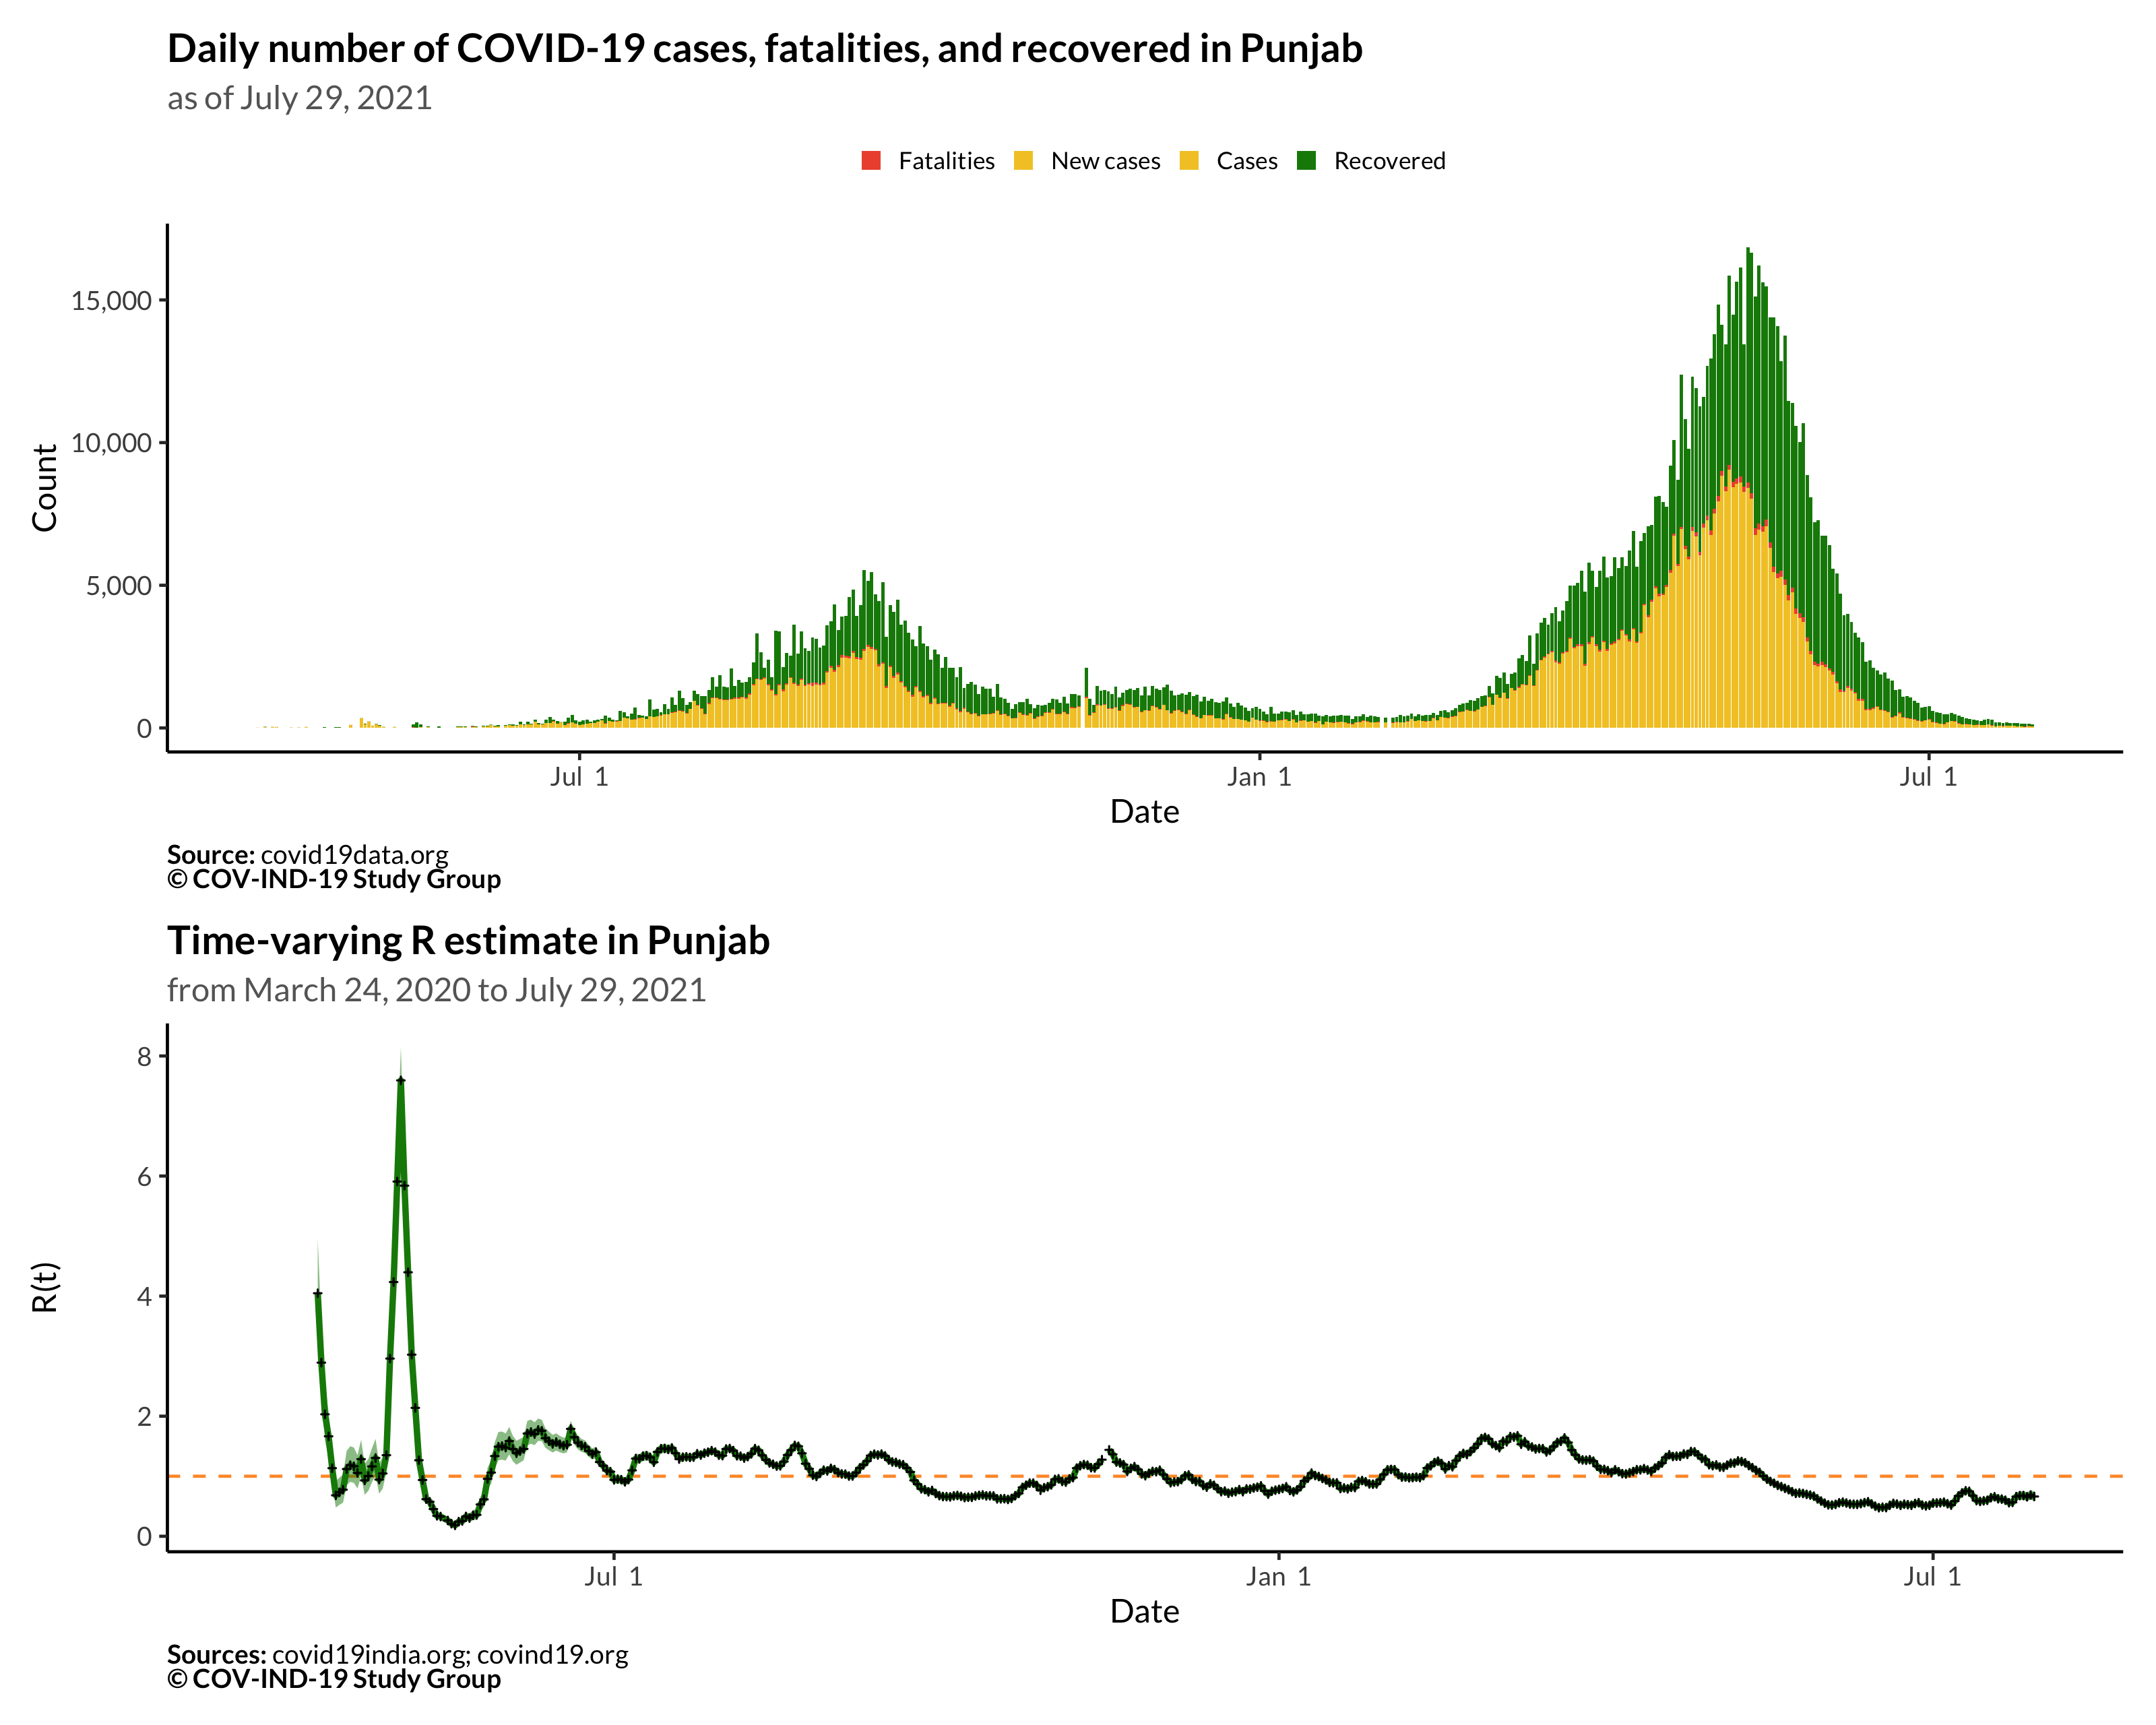 Daily number of COVID-19 cases, fatalities, and recovered in Punjab
as of July 29, 2021
Fatalities New cases Cases Recovered
15,000
10,000
5,000
0
Count
Jul 1 Jan 1 Jul 1
Date
Source: covid19data.org
© COV-IND-19 Study Group
Time-varying R estimate in Punjab
from March 24, 2020 to July 29, 2021
8
6
4
2
0
R(t)
Jul 1 Jan 1 Jul 1
Date
Sources: covid19india.org; covind19.org
© COV-IND-19 Study Group